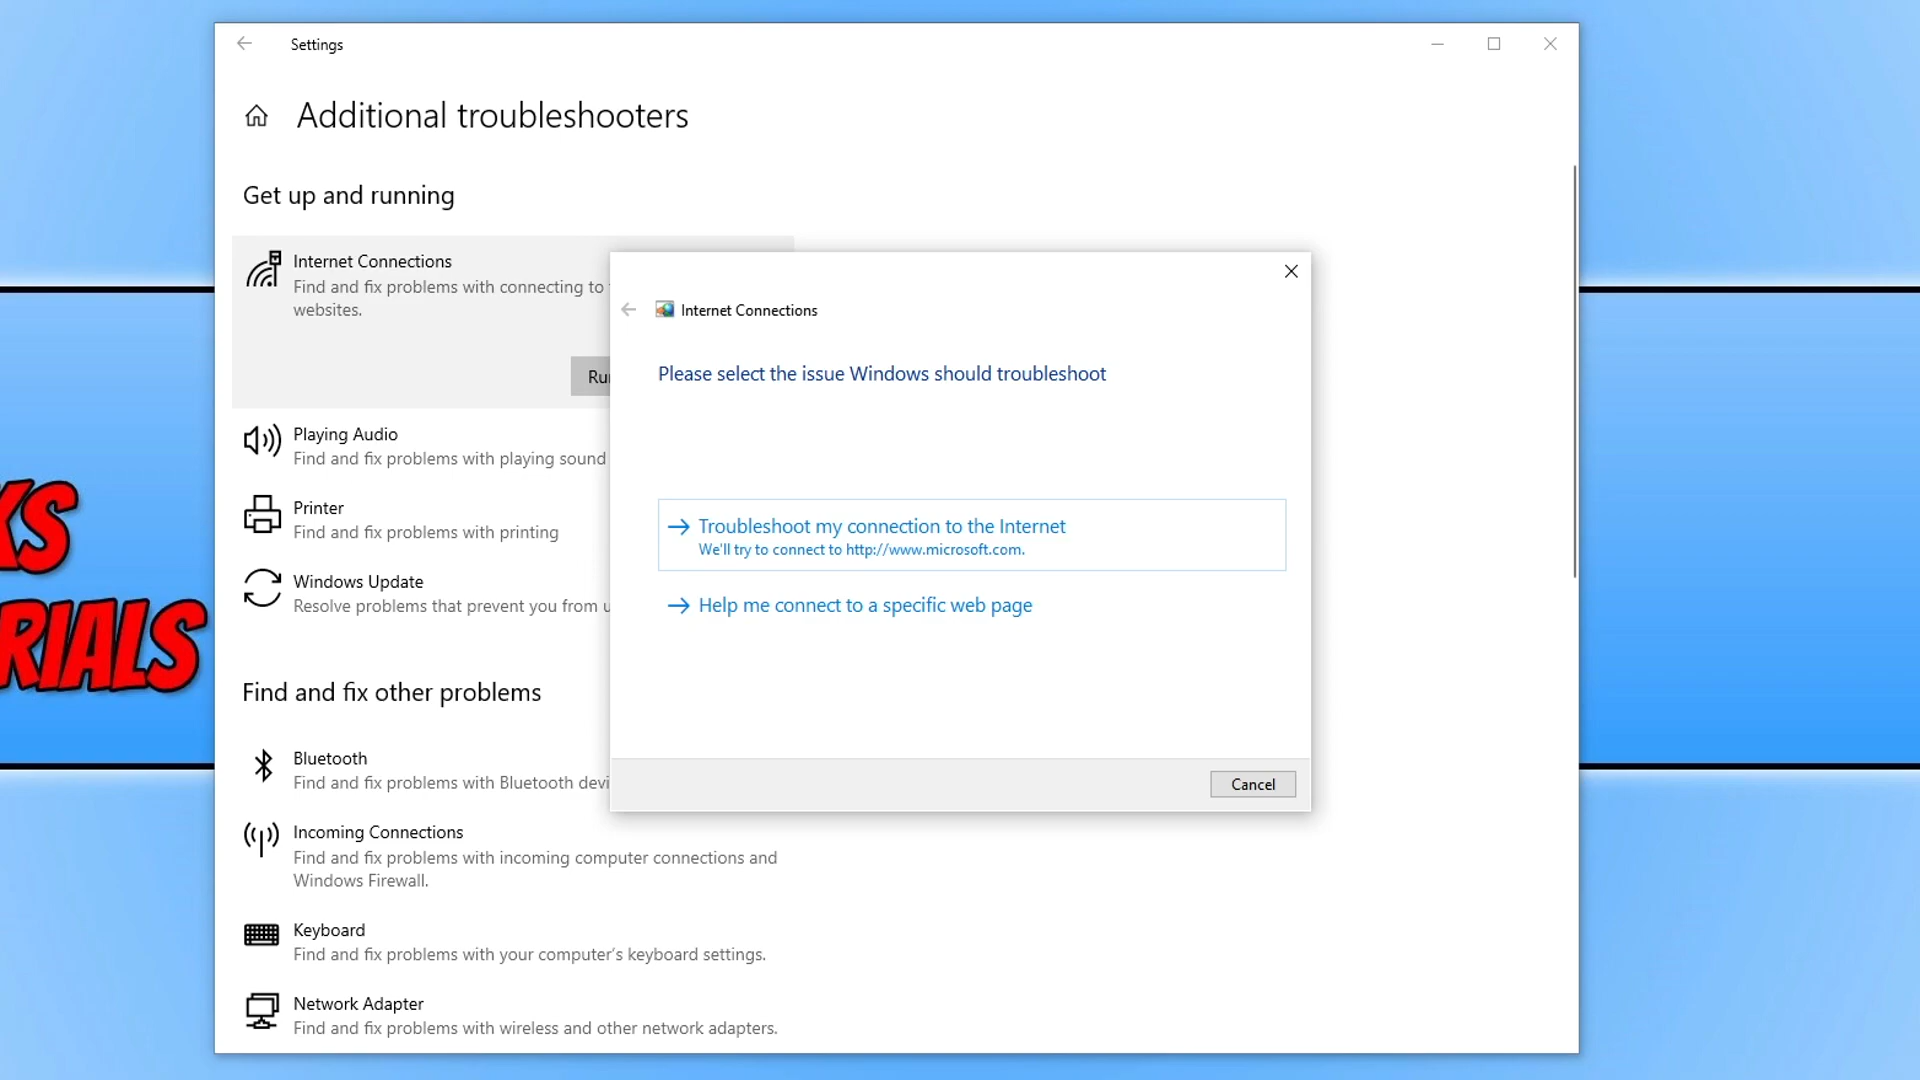 Settings
Additional troubleshooters
Get up and running
Internet Connections
Find and fix problems with connecting to
websites.
Playing Audio
Find and fix problems with playing sound
Printer
Find and fix problems with printing
Windows Update
Resolve problems that prevent you from
Find and fix other problems
Bluetooth
Find and fix problems with Bluetooth
Incoming Connections
Find and fix problems with incoming computer connections and
Windows Firewall.
Keyboard
Find and fix problems with your computer’s keyboard settings.
Network Adapter
Find and fix problems with wireless and other network adapters.
Internet Connections
Please select the issue Windows should troubleshoot
Troubleshoot my connection to the Internet
We'll try to connect to http://www.microsoft.com.
Help me connect to a specific web page
Cancel
KS
RIALS